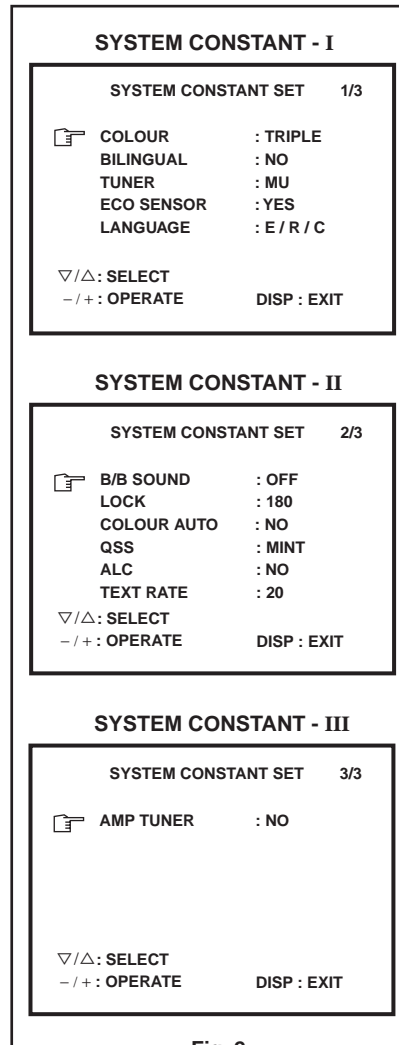 SYSTEM CONSTANT - I
SYSTEM CONSTANT SET 1/3
COLOUR : TRIPLE
BILINGUAL : NO
TUNER : MU
ECO SENSOR : YES
LANGUAGE : E / R / C
▽/△: SELECT
– / + : OPERATE DISP : EXIT
SYSTEM CONSTANT - II
SYSTEM CONSTANT SET 2/3
B/B SOUND : OFF
LOCK : 180
COLOUR AUTO : NO
QSS : MINT
ALC : NO
TEXT RATE : 20
▽/△: SELECT
– / + : OPERATE DISP : EXIT
SYSTEM CONSTANT - III
SYSTEM CONSTANT SET 3/3
AMP TUNER : NO
▽/△: SELECT
– / + : OPERATE DISP : EXIT